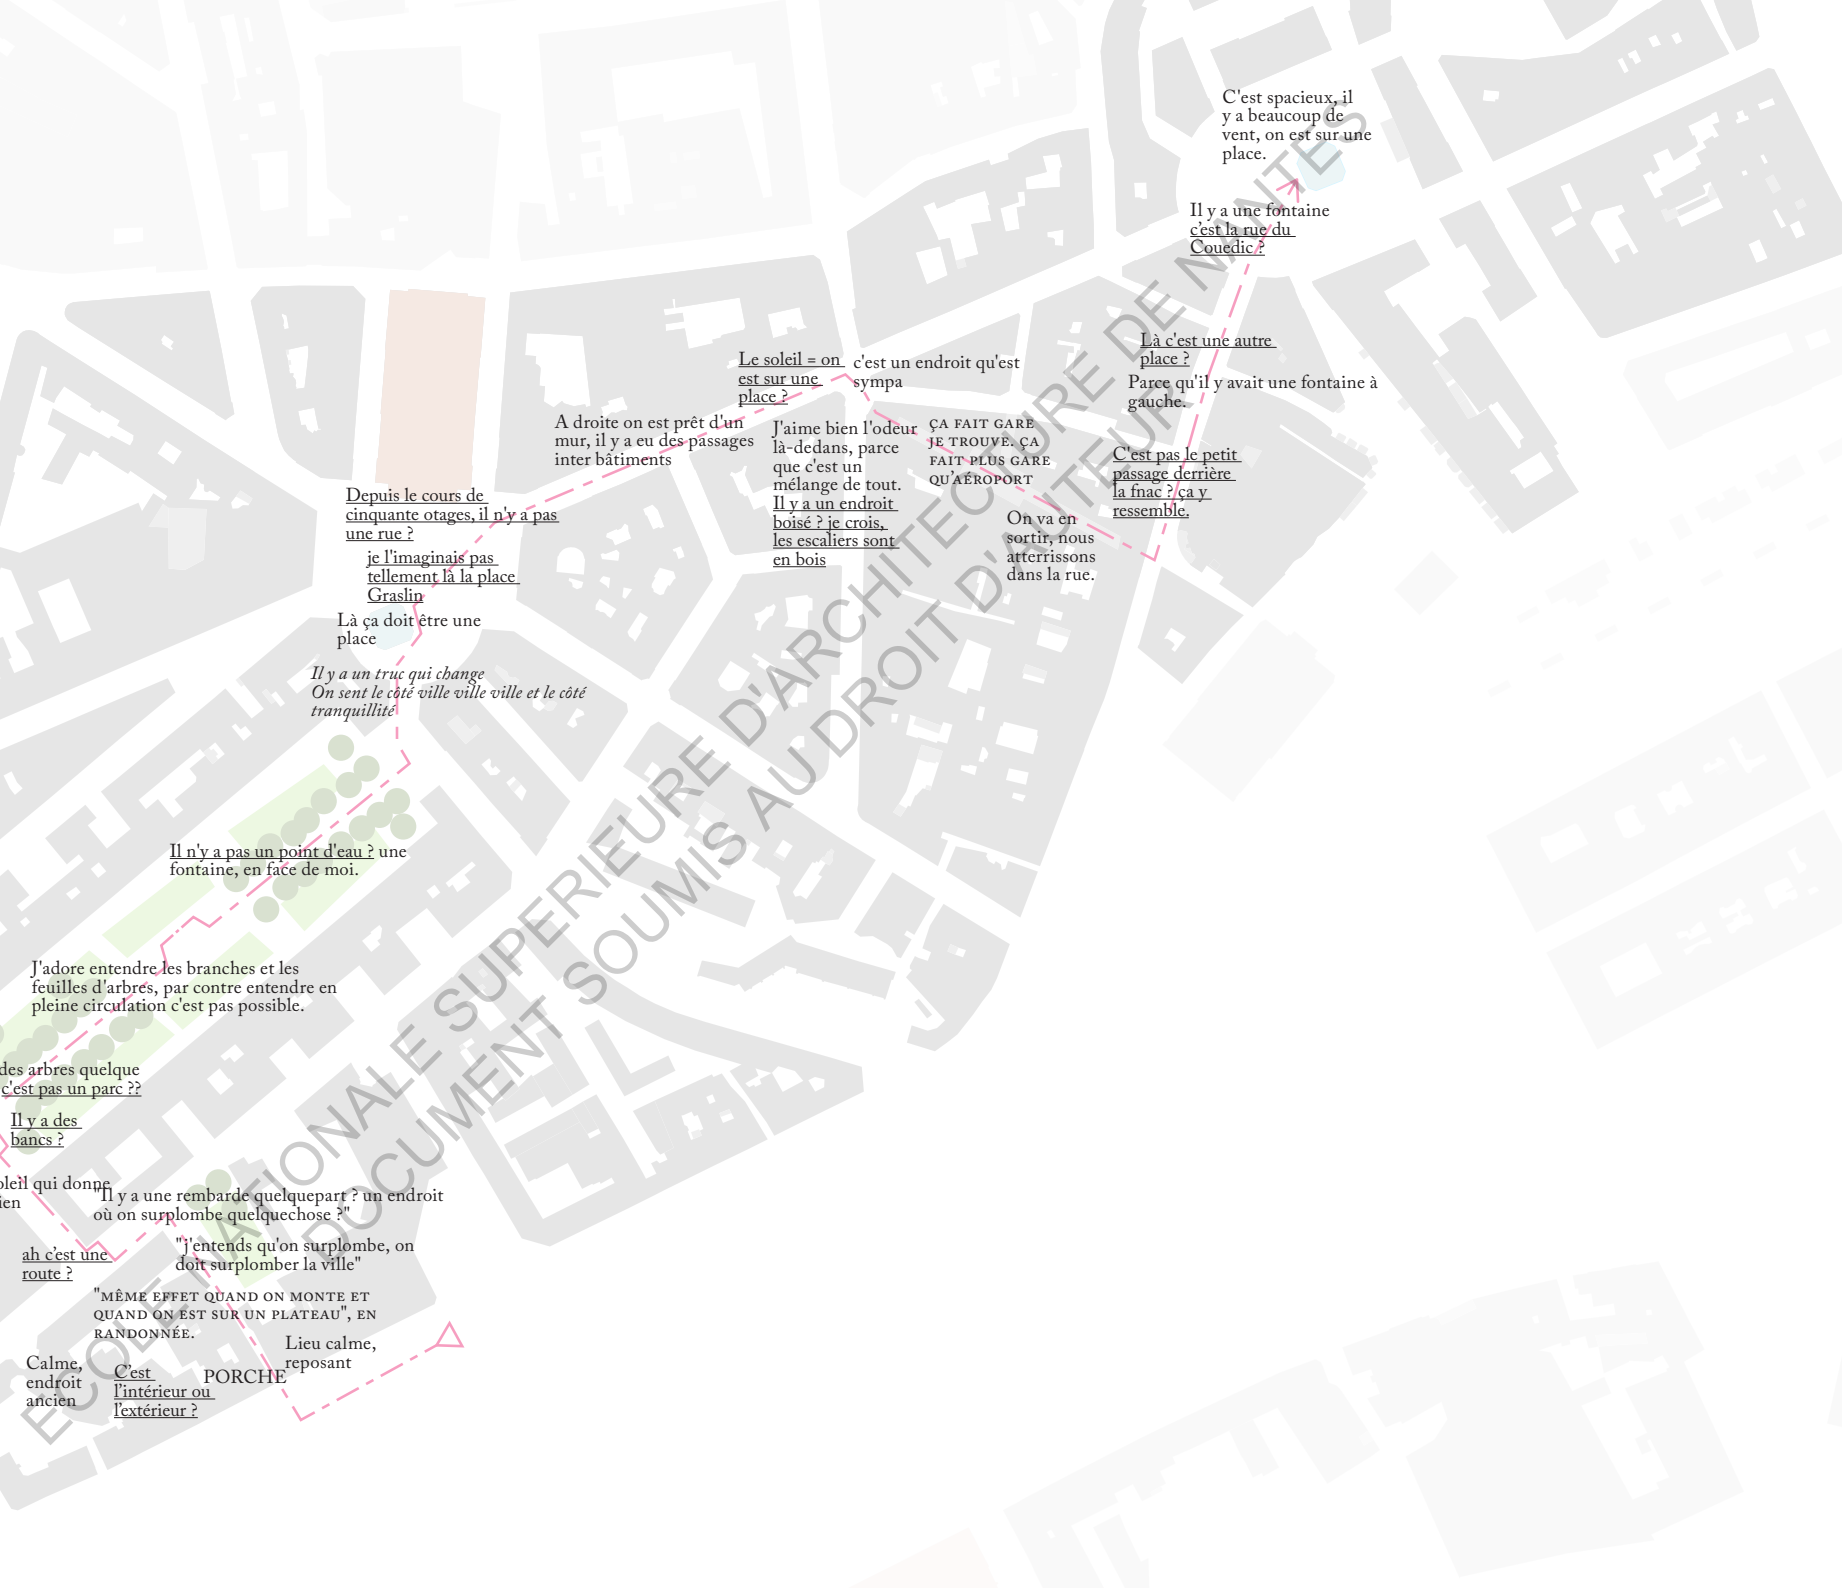 C'est spacieux, il
y a beaucoup de
vent, on est sur une
place.
Il y a une fontaine
c'est la rue du
Couedic ?
Là c'est une autre
place ?
Parce qu'il y avait une fontaine à
gauche.
C'est pas le petit
passage derrière
la fnac ? ça y
ressemble.
Le soleil = on
est sur une
place ?
c'est un endroit qu'est
sympa
A droite on est prêt d'un
mur, il y a eu des passages
inter bâtiments
J'aime bien l'odeur
là-dedans, parce
que c'est un
mélange de tout.
Il y a un endroit
boisé ? je crois,
les escaliers sont
en bois
ÇA FAIT GARE
JE TROUVE. ÇA
FAIT PLUS GARE
QU'AÉROPORT
On va en
sortir, nous
atterrissons
dans la rue.
Depuis le cours de
cinquante otages, il n'y a pas
une rue ?
je l'imaginais pas
tellement là la place
Graslin
Là ça doit être une
place
Il y a un truc qui change
On sent le côté ville ville ville et le côté
tranquillité
Il n'y a pas un point d'eau ? une
fontaine, en face de moi.
J'adore entendre les branches et les
feuilles d'arbres, par contre entendre en
pleine circulation c'est pas possible.
des arbres quelque
c'est pas un parc ??
Il y a des
bancs ?
oleil qui donne
ien
"Il y a une rembarde quelquepart ? un endroit
où on surplombe quelquechose ?"
"j'entends qu'on surplombe, on
doit surplomber la ville"
ah c'est une
route ?
"MÊME EFFET QUAND ON MONTE ET
QUAND ON EST SUR UN PLATEAU", EN
RANDONNÉE.
Lieu calme,
reposant
Calme,
endroit
ancien
C'est
l'intérieur ou
l'extérieur ?
PORCHE
ECOLE NATIONALE SUPERIEURE D'ARCHITECTURE DE NANTES
DOCUMENT SOUMIS AU DROIT D'AUTEUR